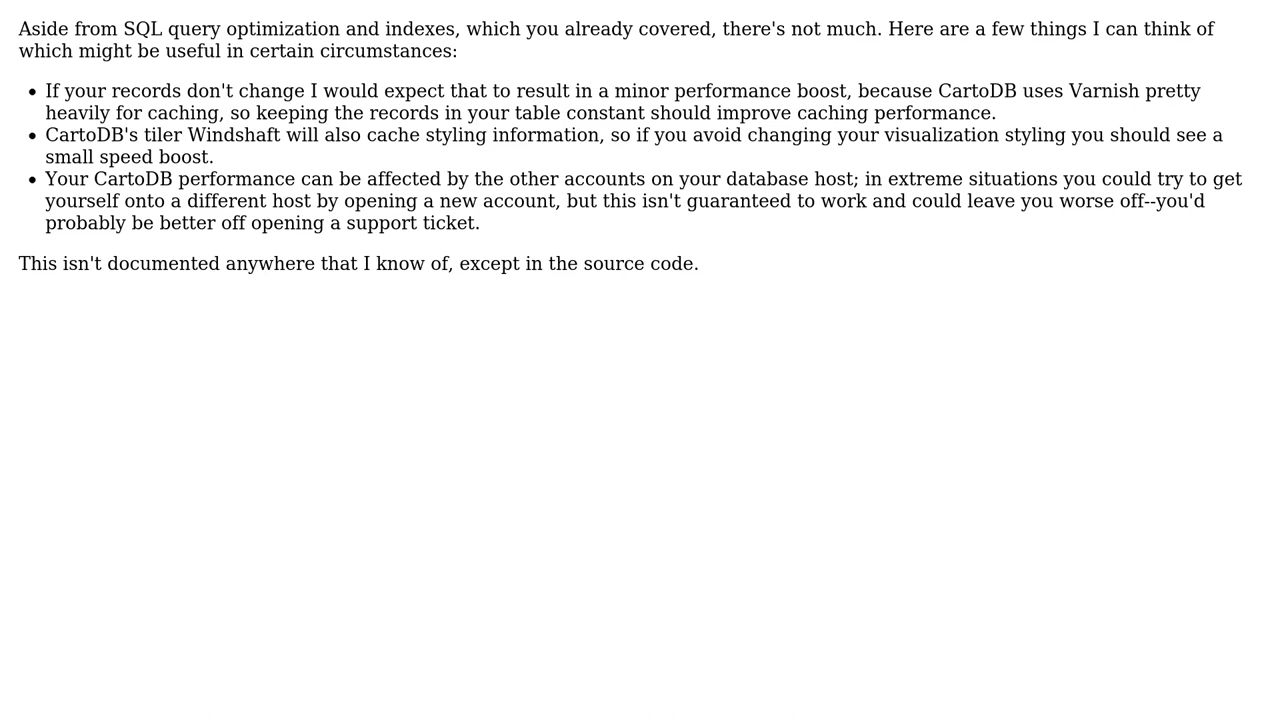 Aside from SQL query optimization and indexes, which you already covered, there's not much. Here are a few things I can think of
which might be useful in certain circumstances:
• If your records don't change I would expect that to result in a minor performance boost, because CartoDB uses Varnish pretty
heavily for caching, so keeping the records in your table constant should improve caching performance.
• CartoDB's tiler Windshaft will also cache styling information, so if you avoid changing your visualization styling you should see a
small speed boost.
• Your CartoDB performance can be affected by the other accounts on your database host; in extreme situations you could try to get
yourself onto a different host by opening a new account, but this isn't guaranteed to work and could leave you worse off--you'd
probably be better off opening a support ticket.
This isn't documented anywhere that I know of, except in the source code.